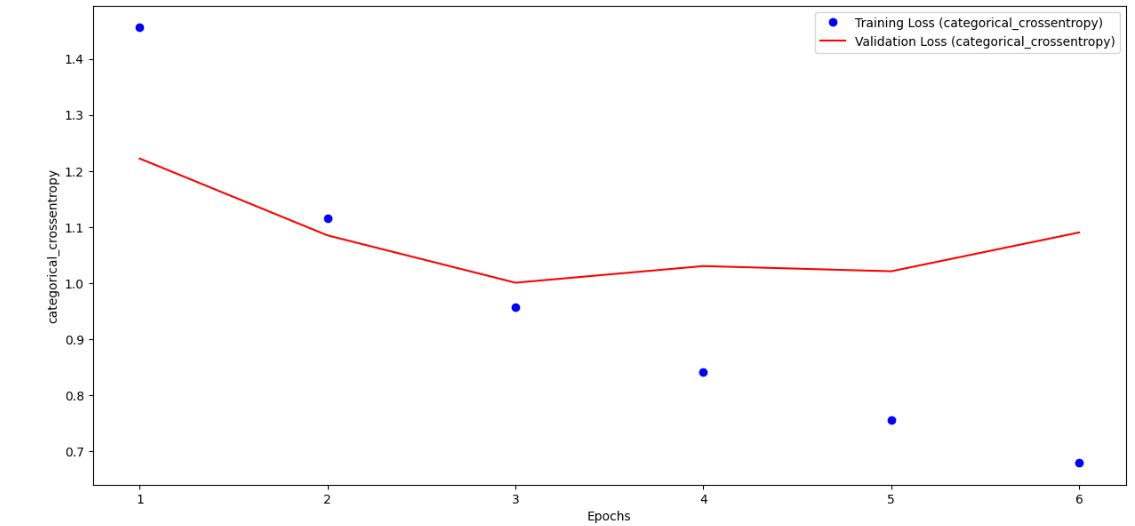 Training Loss (categorical_crossentropy)
Validation Loss (categorical_crossentropy)
categorical_crossentropy
1.4
1.3
1.2
1.1
1.0
0.9
0.8
0.7
1 2 3 4 5 6
Epochs